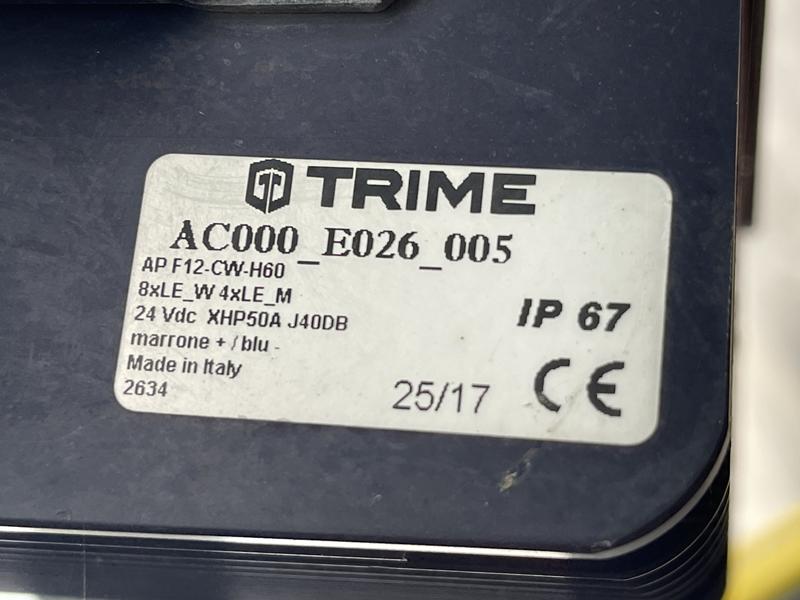 TRIME
AC000_E026_005
AP F12-CW-H60
8xLE_W 4xLE_M
24 Vdc XHP50A J40DB
IP 67
marrone + / blu -
Made in Italy
2634
25/17
CE